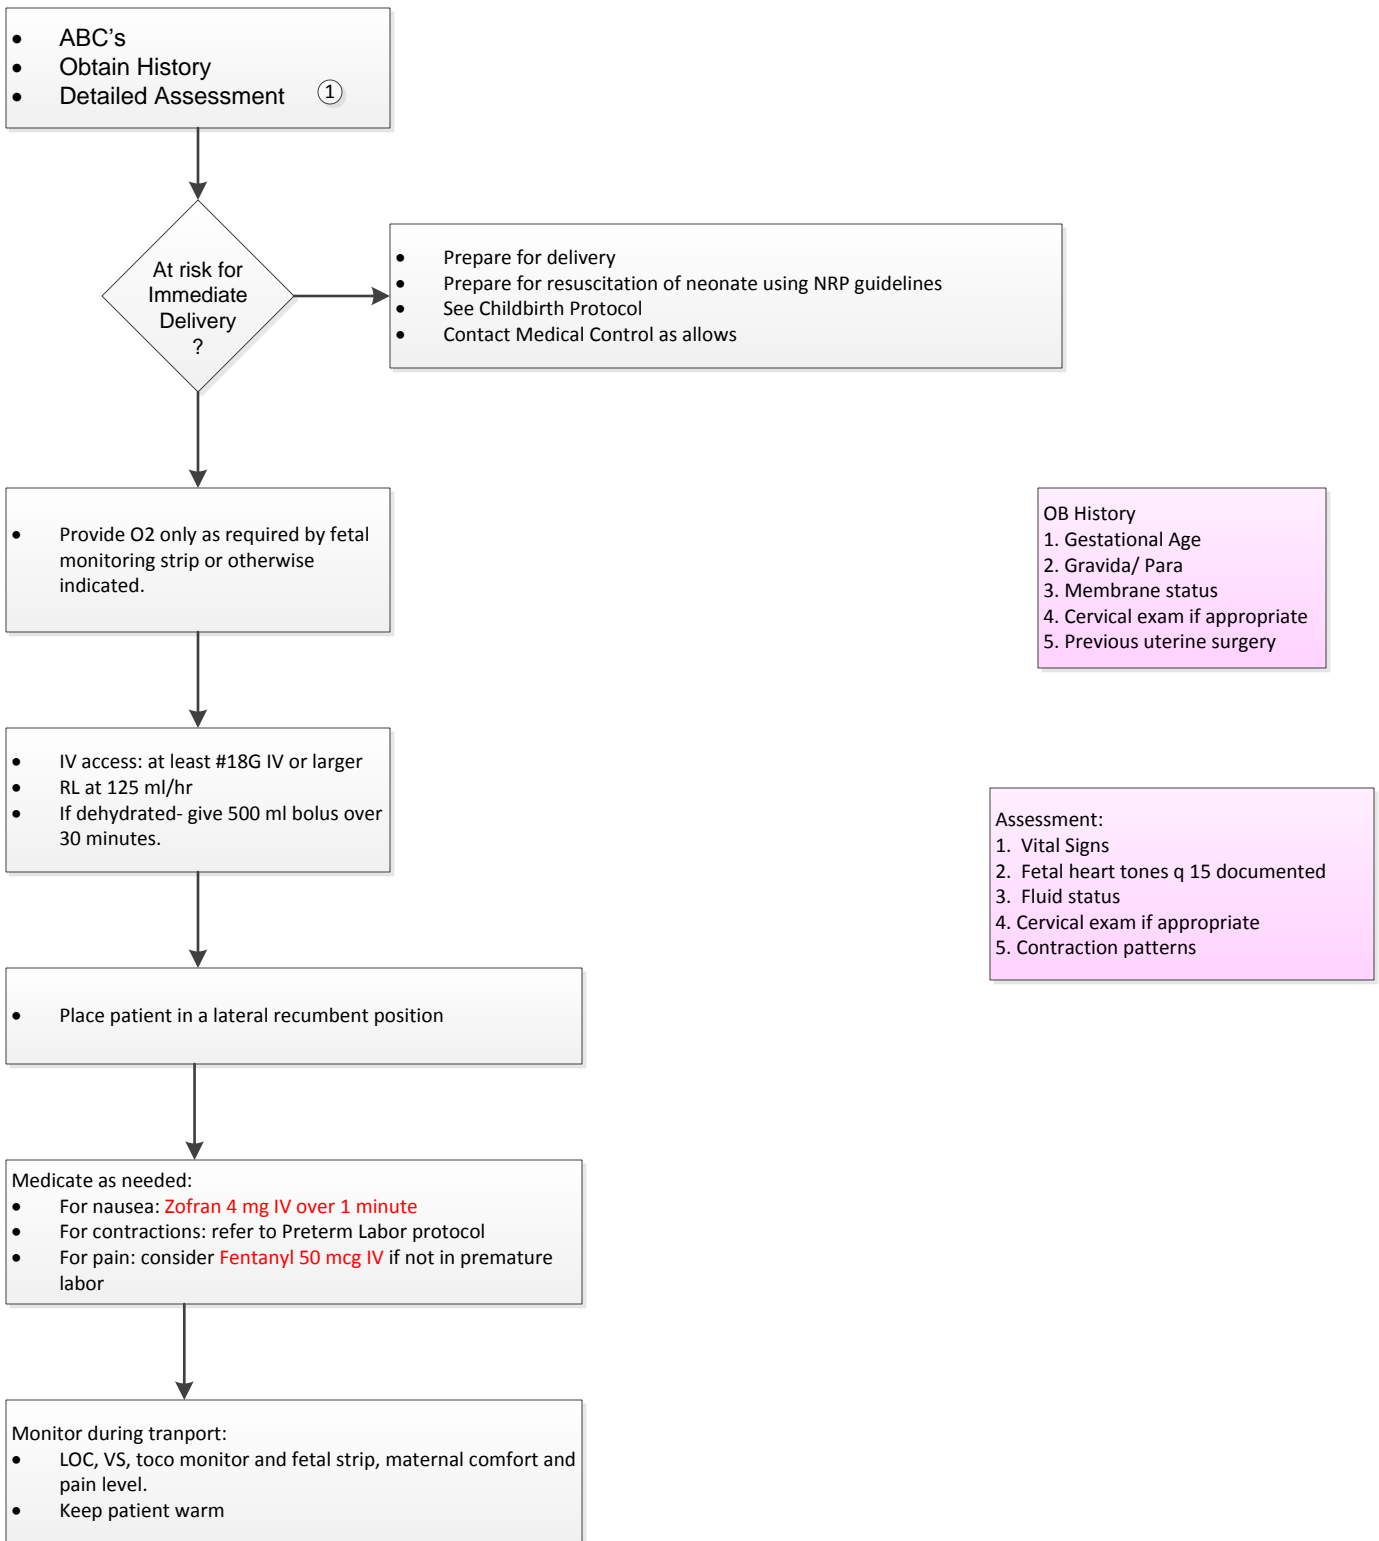 • ABC’s
• Obtain History
• Detailed Assessment 1
At risk for
Immediate
Delivery
?
• Prepare for delivery
• Prepare for resuscitation of neonate using NRP guidelines
• See Childbirth Protocol
• Contact Medical Control as allows
• Provide O2 only as required by fetal
monitoring strip or otherwise
indicated.
OB History
1. Gestational Age
2. Gravida/ Para
3. Membrane status
4. Cervical exam if appropriate
5. Previous uterine surgery
• IV access: at least #18G IV or larger
• RL at 125 ml/hr
• If dehydrated- give 500 ml bolus over
30 minutes.
Assessment:
1. Vital Signs
2. Fetal heart tones q 15 documented
3. Fluid status
4. Cervical exam if appropriate
5. Contraction patterns
• Place patient in a lateral recumbent position
Medicate as needed:
• For nausea: Zofran 4 mg IV over 1 minute
• For contractions: refer to Preterm Labor protocol
• For pain: consider Fentanyl 50 mcg IV if not in premature
labor
Monitor during tranport:
• LOC, VS, toco monitor and fetal strip, maternal comfort and
pain level.
• Keep patient warm